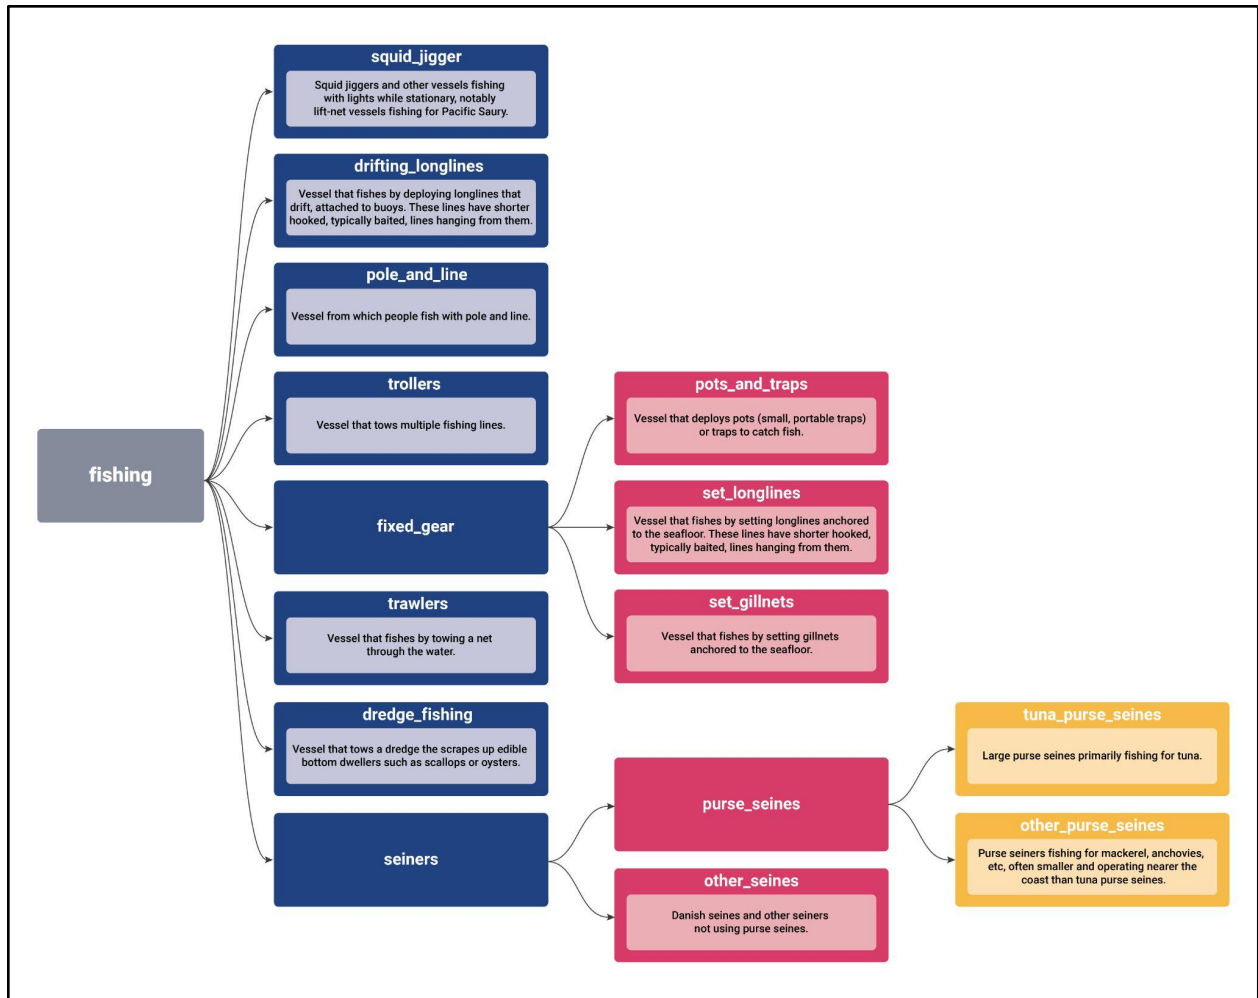 squid_jigger
Squid jiggers and other vessels fishing
with lights while stationary, notably
lift-net vessels fishing for Pacific Saury.
drifting_longlines
Vessel that fishes by deploying longlines that
drift, attached to buoys. These lines have shorter
hooked, typically baited, lines hanging from them.
pole_and_line
Vessel from which people fish with pole and line.
trollers
Vessel that tows multiple fishing lines.
fishing
fixed_gear
pots_and_traps
Vessel that deploys pots (small, portable traps)
or traps to catch fish.
set_longlines
Vessel that fishes by setting longlines anchored
to the seafloor. These lines have shorter hooked,
typically baited, lines hanging from them.
set_gillnets
Vessel that fishes by setting gillnets
anchored to the seafloor.
trawlers
Vessel that fishes by towing a net
through the water.
dredge_fishing
Vessel that tows a dredge the scrapes up edible
bottom dwellers such as scallops or oysters.
seiners
purse_seines
tuna_purse_seines
Large purse seines primarily fishing for tuna.
other_purse_seines
Purse seiners fishing for mackerel, anchovies,
etc, often smaller and operating nearer the
coast than tuna purse seines.
other_seines
Danish seines and other seiners
not using purse seines.